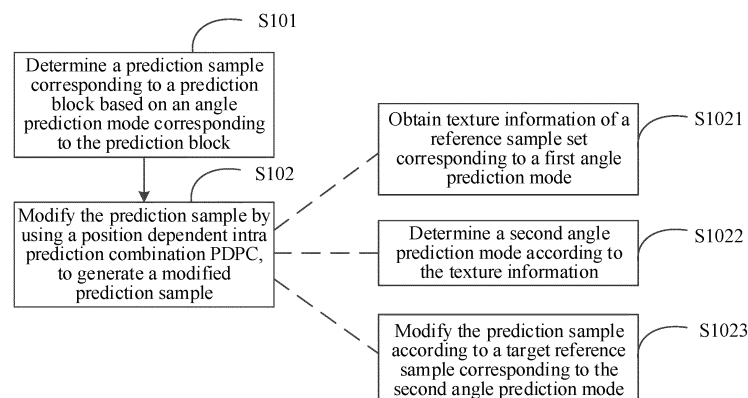 S101
Determine a prediction sample
corresponding to a prediction
block based on an angle
prediction mode corresponding
to the prediction block
S102
Modify the prediction sample by
using a position dependent intra
prediction combination PDPC,
to generate a modified
prediction sample
S1021
Obtain texture information of a
reference sample set
corresponding to a first angle
prediction mode
S1022
Determine a second angle
prediction mode according to
the texture information
S1023
Modify the prediction sample
according to a target reference
sample corresponding to the
second angle prediction mode